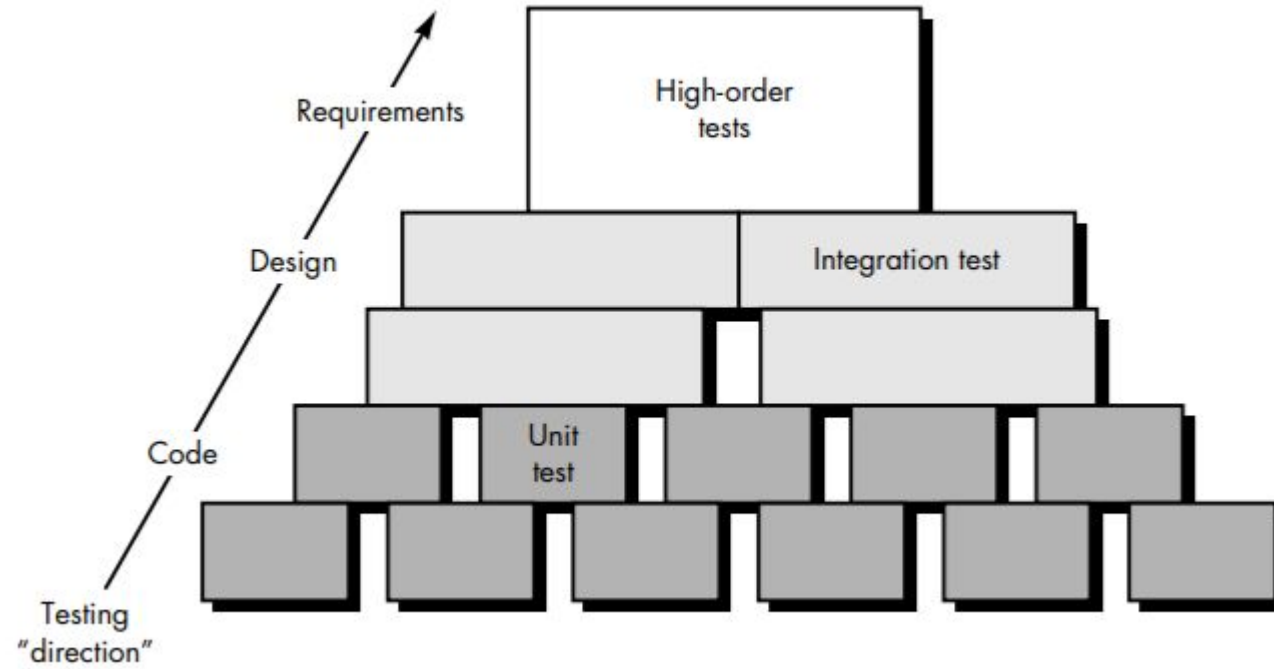 High-order
tests
Requirements
Integration test
Design
Unit
test
Code
Testing
“direction”